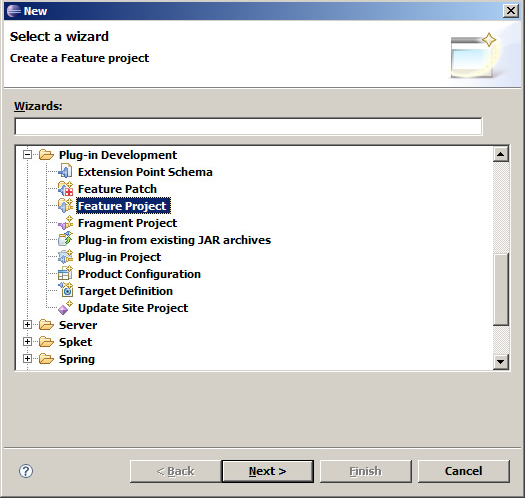 New
Select a wizard
Create a Feature project
Wizards:
Plug-in Development
Extension Point Schema
Feature Patch
Feature Project
Fragment Project
Plug-in from existing JAR archives
Plug-in Project
Product Configuration
Target Definition
Update Site Project
Server
Spket
Spring
? < Back Next > Finish Cancel